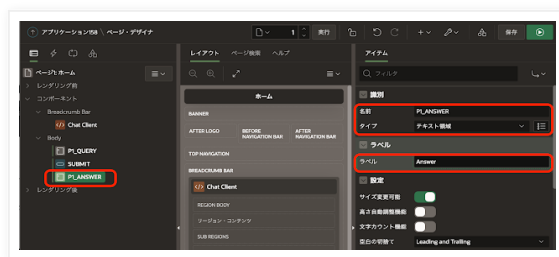 アプリケーション158 \ ページ・デザイナ
1
実行
保存
ページ1: ホーム
レンダリング前
コンポーネント
Breadcrumb Bar
Chat Client
Body
P1_QUERY
SUBMIT
P1_ANSWER
レンダリング後
レイアウト ページ検索 ヘルプ
ホーム
BANNER
AFTER LOGO
BEFORE NAVIGATION BAR
AFTER NAVIGATION BAR
TOP NAVIGATION
BREADCRUMB BAR
Chat Client
REGION BODY
リージョン・コンテンツ
SUB REGIONS
アイテム
フィルタ
識別
名前 P1_ANSWER
タイプ テキスト領域
ラベル
ラベル Answer
設定
サイズ変更可能
高さ自動調整機能
文字カウント機能
空白の切捨て Leading and Trailing